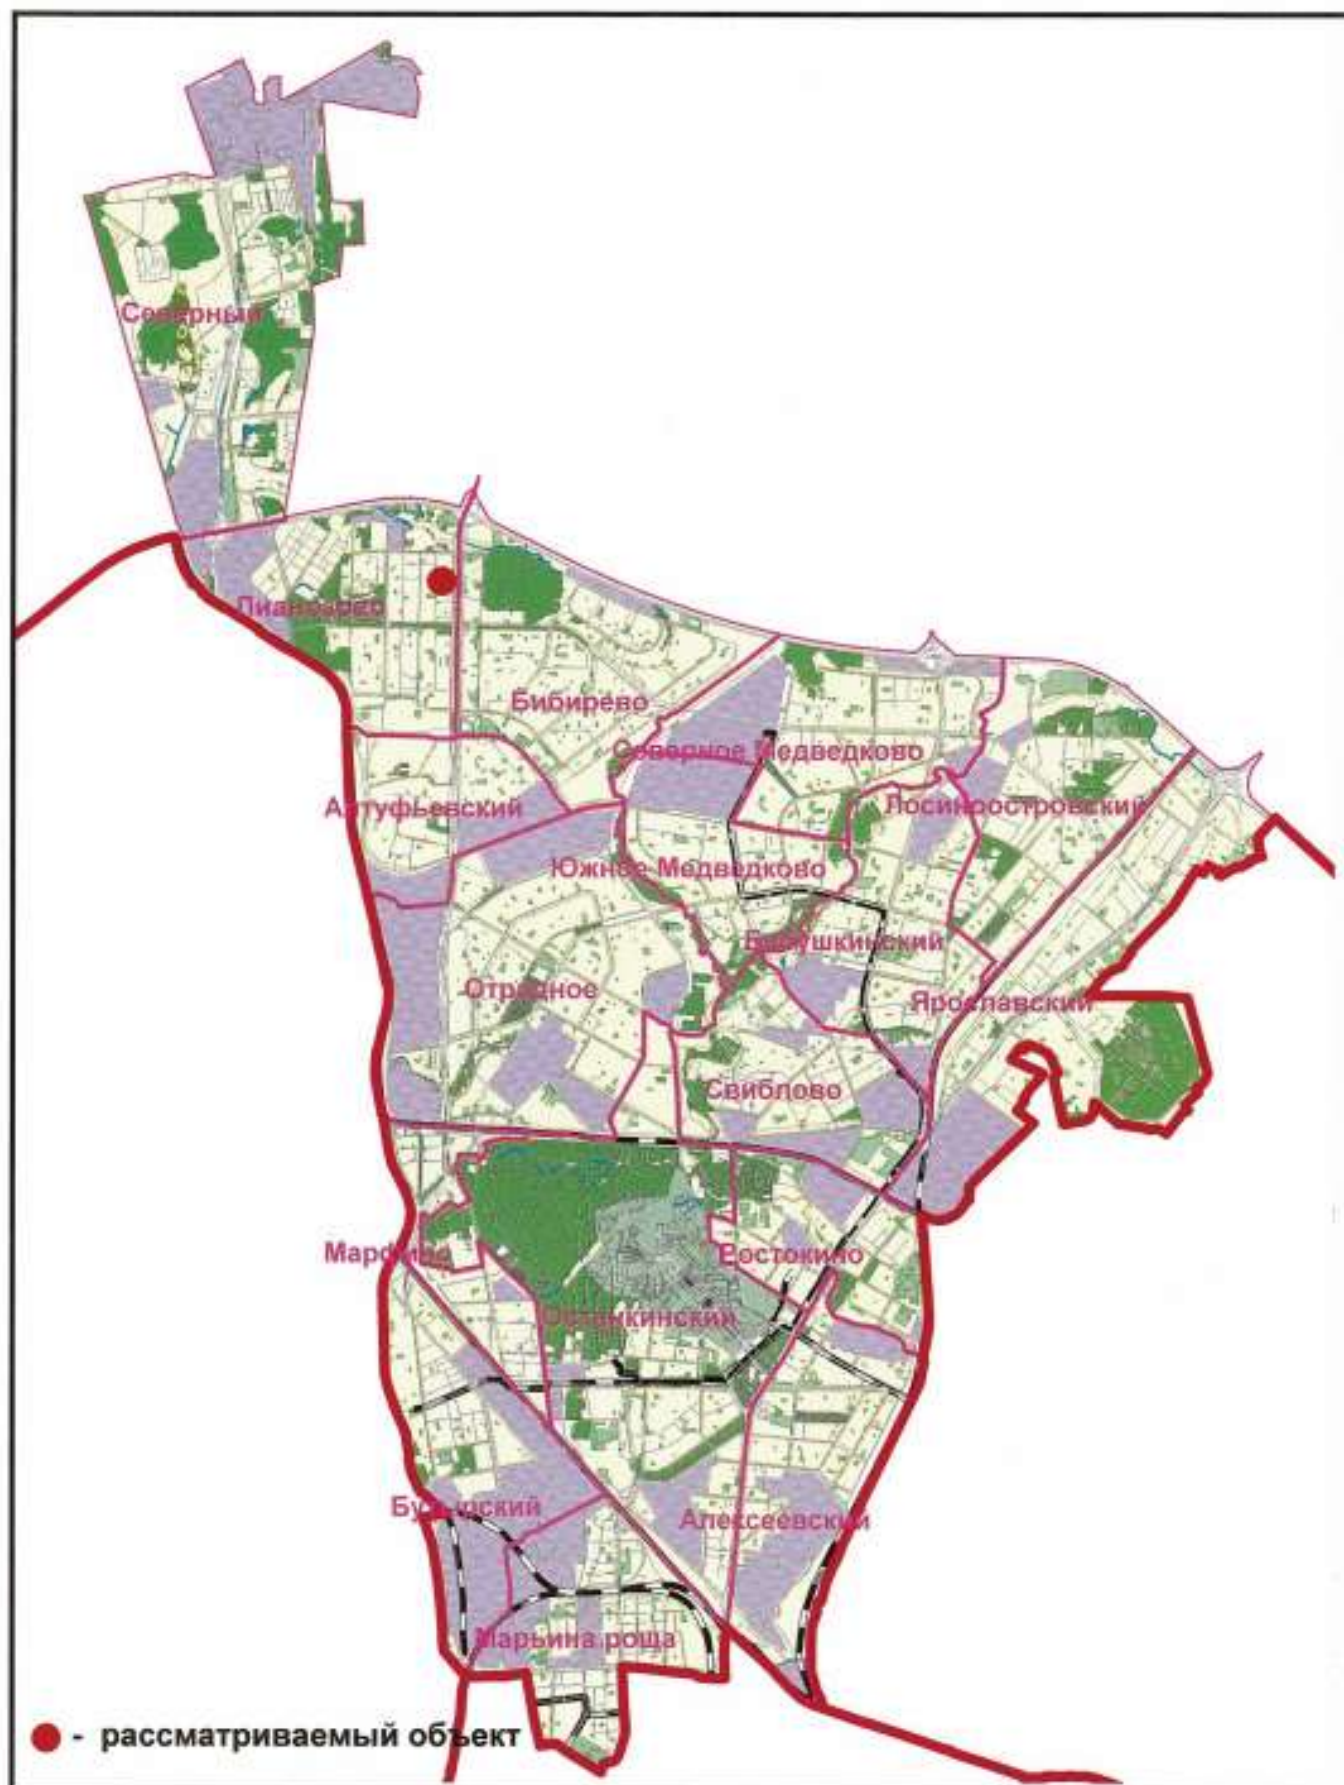 Северный
Лианозово
Бибирево
Северное Медведково
Алтуфьевский
Лосиноостровский
Южное Медведково
Бабушкинский
Отрадное
Ярославский
Свиблово
Марфино
Ростокино
Останкинский
Бутырский
Алексеевский
Марьина роща
- рассматриваемый объект